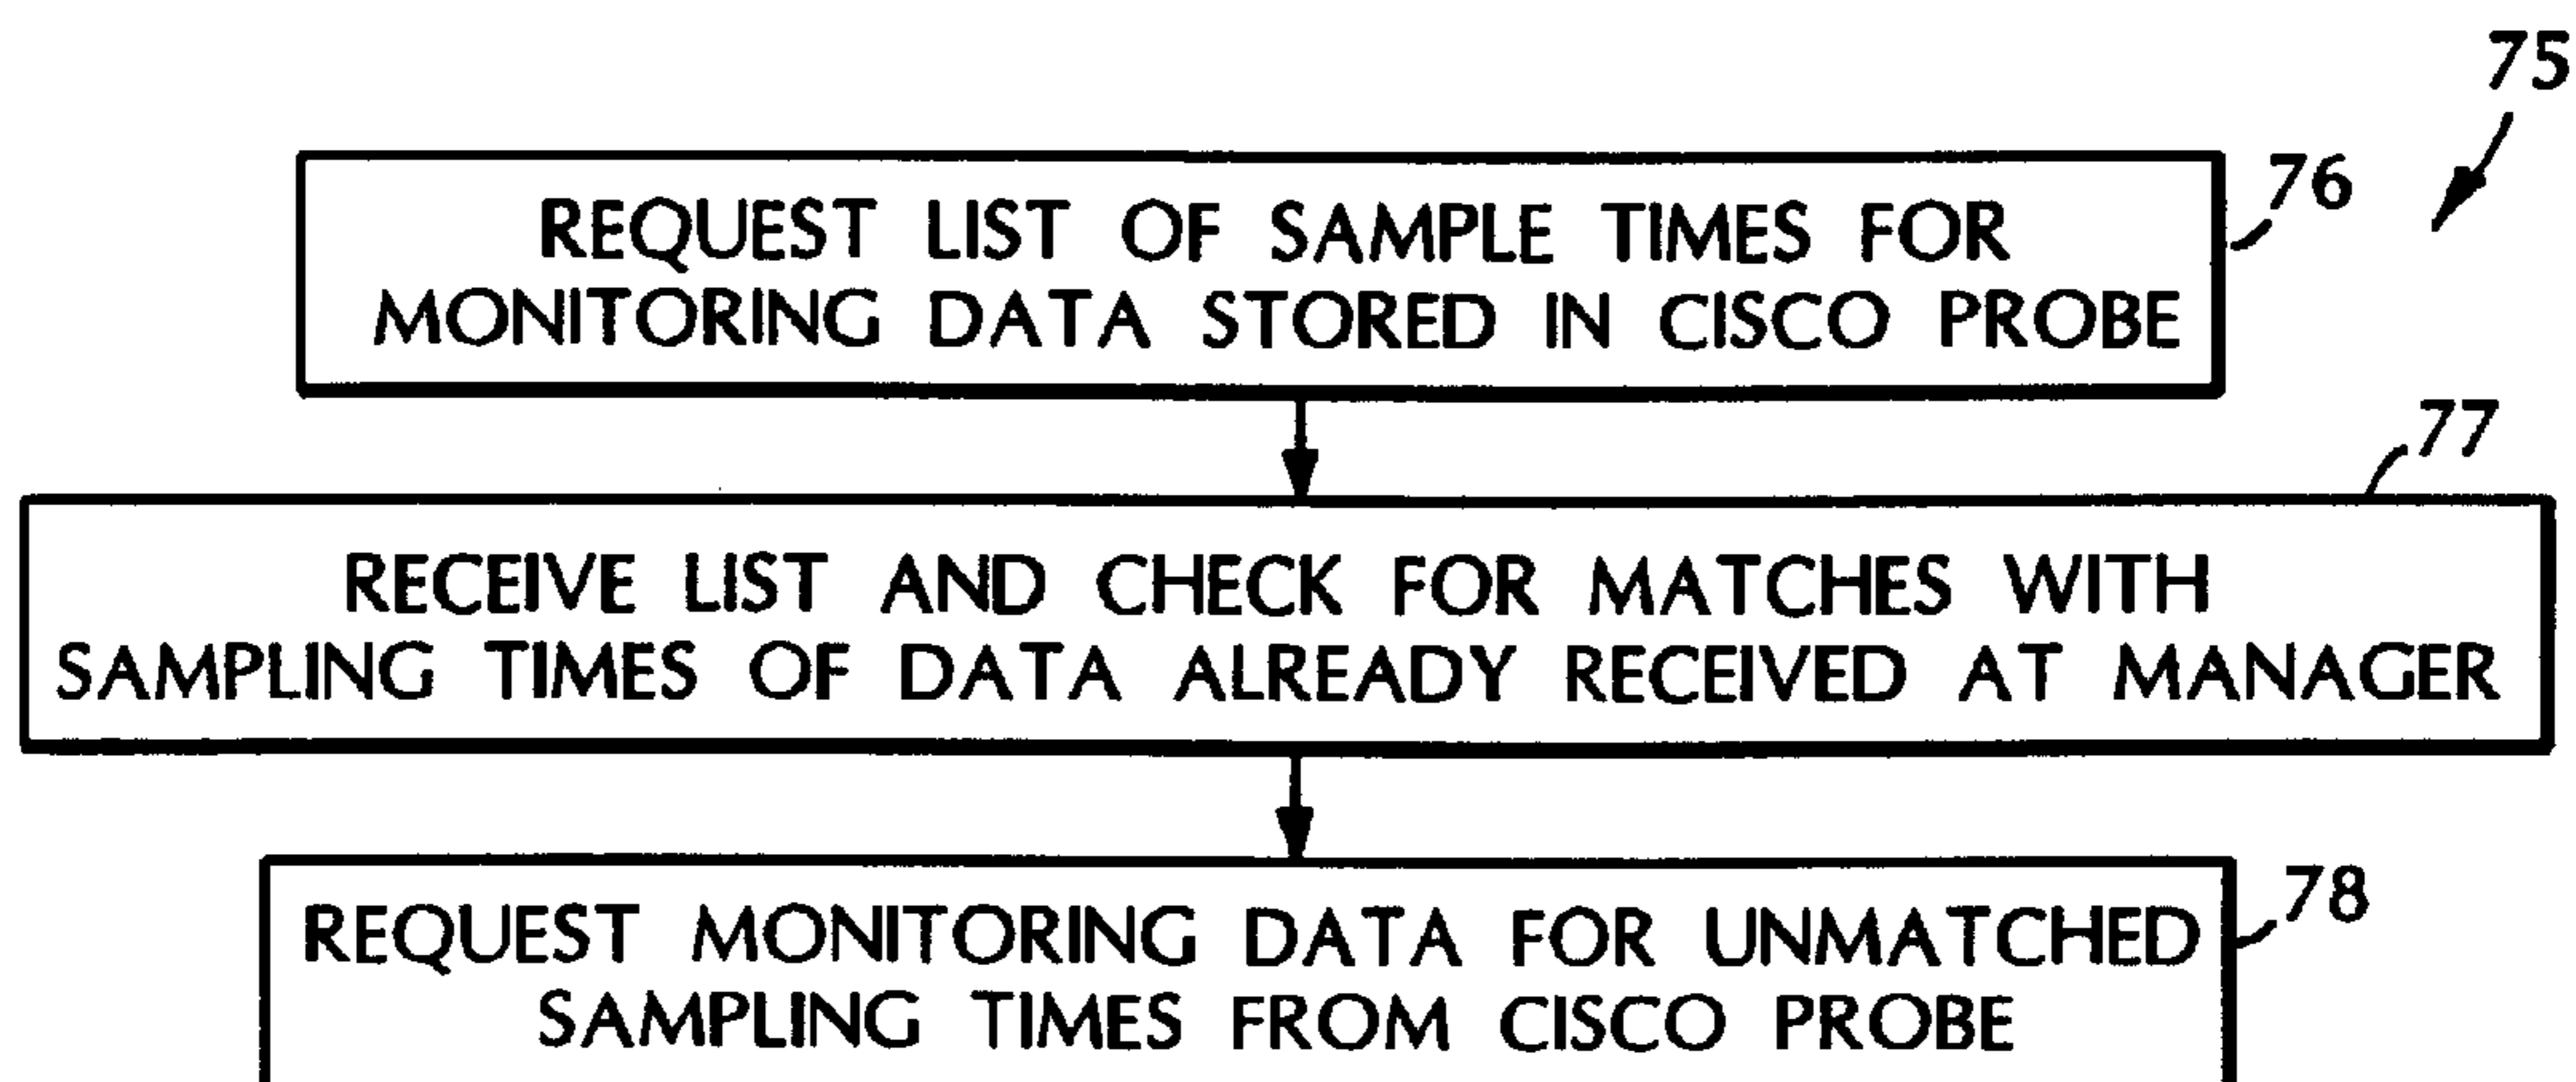 75
REQUEST LIST OF SAMPLE TIMES FOR
MONITORING DATA STORED IN CISCO PROBE
76
77
RECEIVE LIST AND CHECK FOR MATCHES WITH
SAMPLING TIMES OF DATA ALREADY RECEIVED AT MANAGER
78
REQUEST MONITORING DATA FOR UNMATCHED
SAMPLING TIMES FROM CISCO PROBE